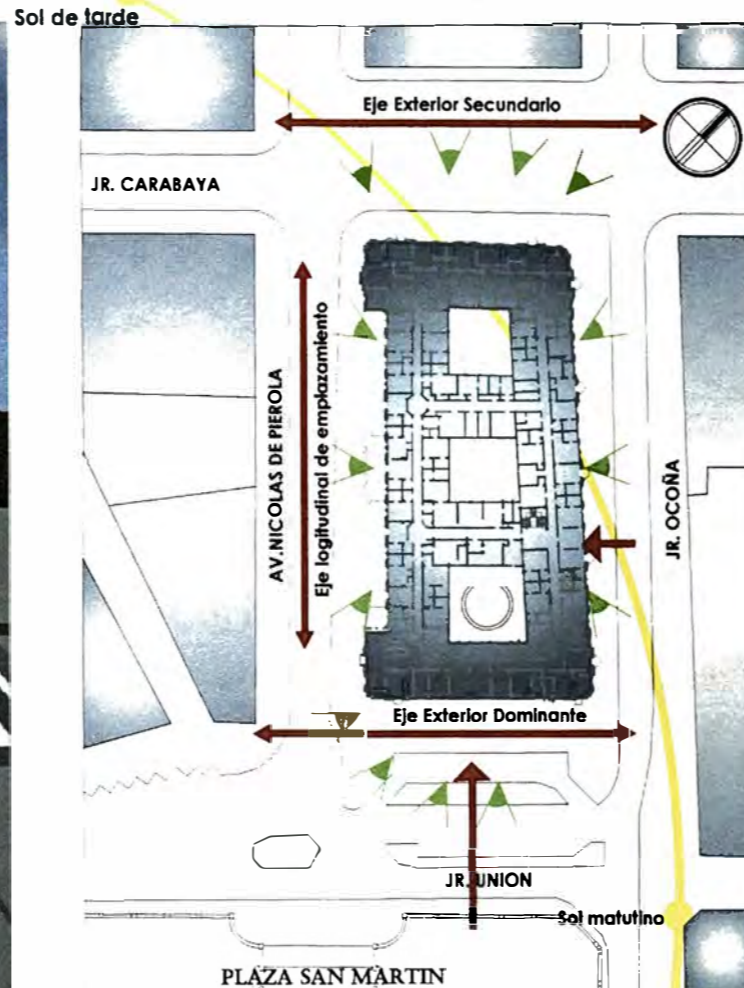 Sol de tarde
Eje Exterior Secundario
JR. CARABAYA
AV.NICOLAS DE PIEROLA
Eje logitudinal de emplazamiento
JR. OCOÑA
Eje Exterior Dominante
JR. UNION
Sol matutino
PLAZA SAN MARTIN